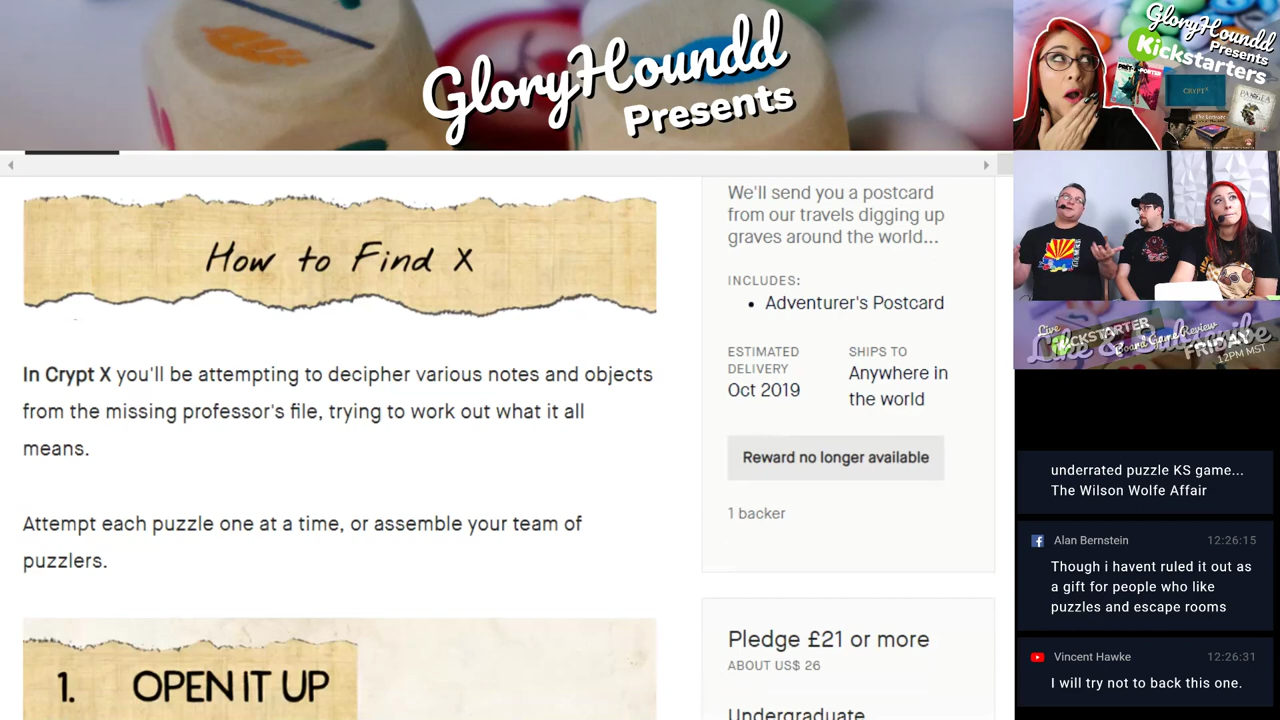 GloryHoundd
Presents
How to Find X
In Crypt X you'll be attempting to decipher various notes and objects
from the missing professor's file, trying to work out what it all
means.
Attempt each puzzle one at a time, or assemble your team of
puzzlers.
1. OPEN IT UP
We'll send you a postcard
from our travels digging up
graves around the world...
INCLUDES:
• Adventurer's Postcard
ESTIMATED
DELIVERY
Oct 2019
SHIPS TO
Anywhere in
the world
Reward no longer available
1 backer
Pledge £21 or more
ABOUT US$ 26
Undergraduate
GloryHoundd
Presents
Kickstarters
CRYPT X
PANGEA
Live
KICKSTARTER
Board Game Review
FRIDAY
12PM MST
Like & Subscribe
underrated puzzle KS game...
The Wilson Wolfe Affair
Alan Bernstein 12:26:15
Though i havent ruled it out as
a gift for people who like
puzzles and escape rooms
Vincent Hawke 12:26:31
I will try not to back this one.